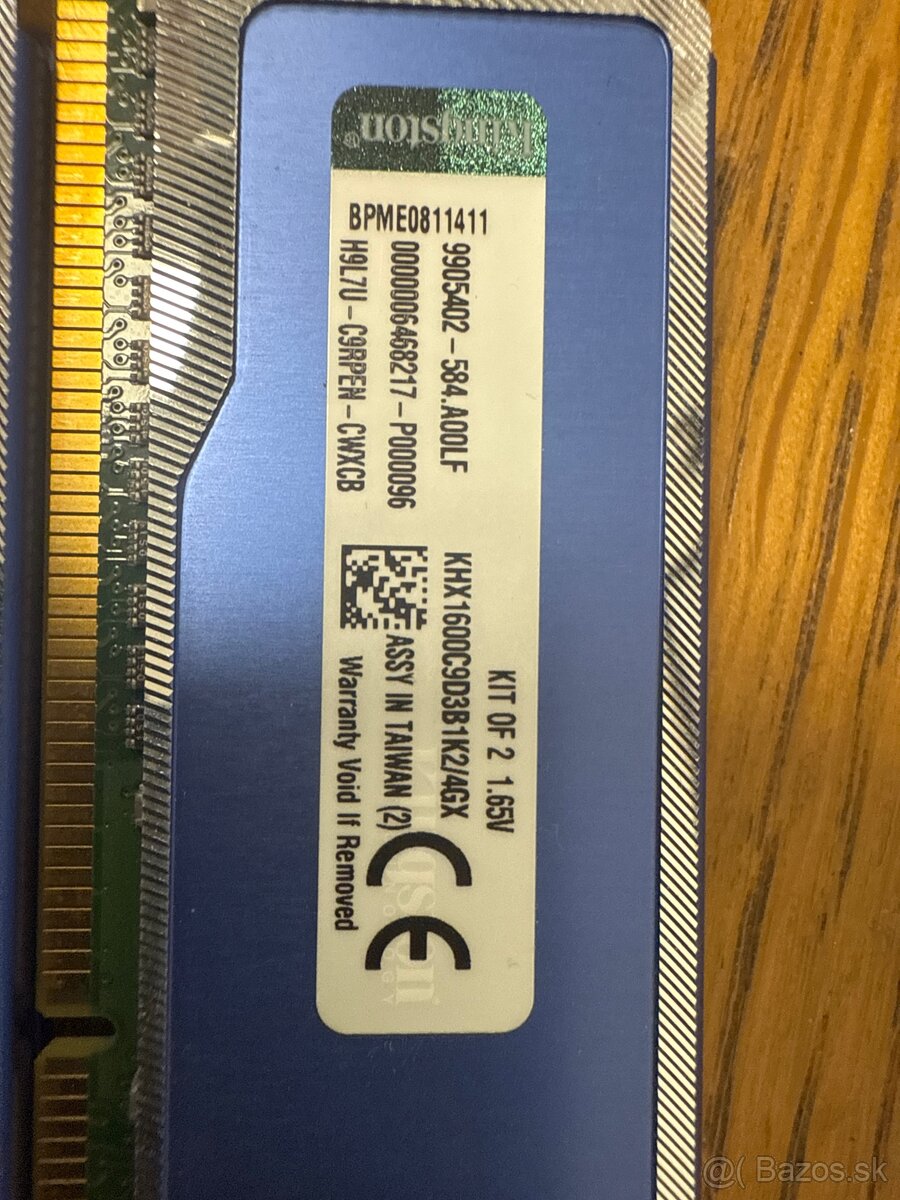 Kingston®
BPME0811411
KIT OF 2 1.65V
9905402-584.A00LF KHX1600C9D3B1K2/4GX
0000006468217-P000096 ASSY IN TAIWAN (2)
H9L7U-C9RPEN-CWXCB Warranty Void If Removed
CE
@( Bazos.sk